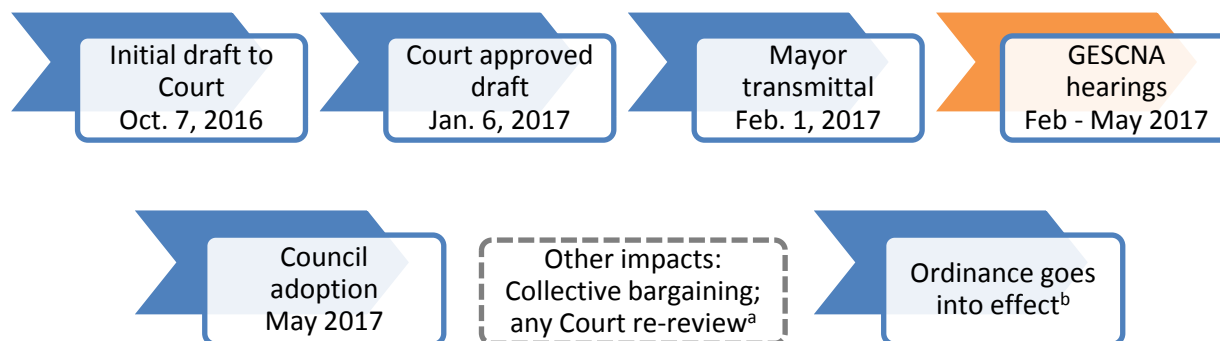 Initial draft to
Court
Oct. 7, 2016
Court approved
draft
Jan. 6, 2017
Mayor
transmittal
Feb. 1, 2017
GESCNA
hearings
Feb - May 2017
Council
adoption
May 2017
Other impacts:
Collective bargaining;
any Court re-reviewᵃ
Ordinance goes
into effectᵇ